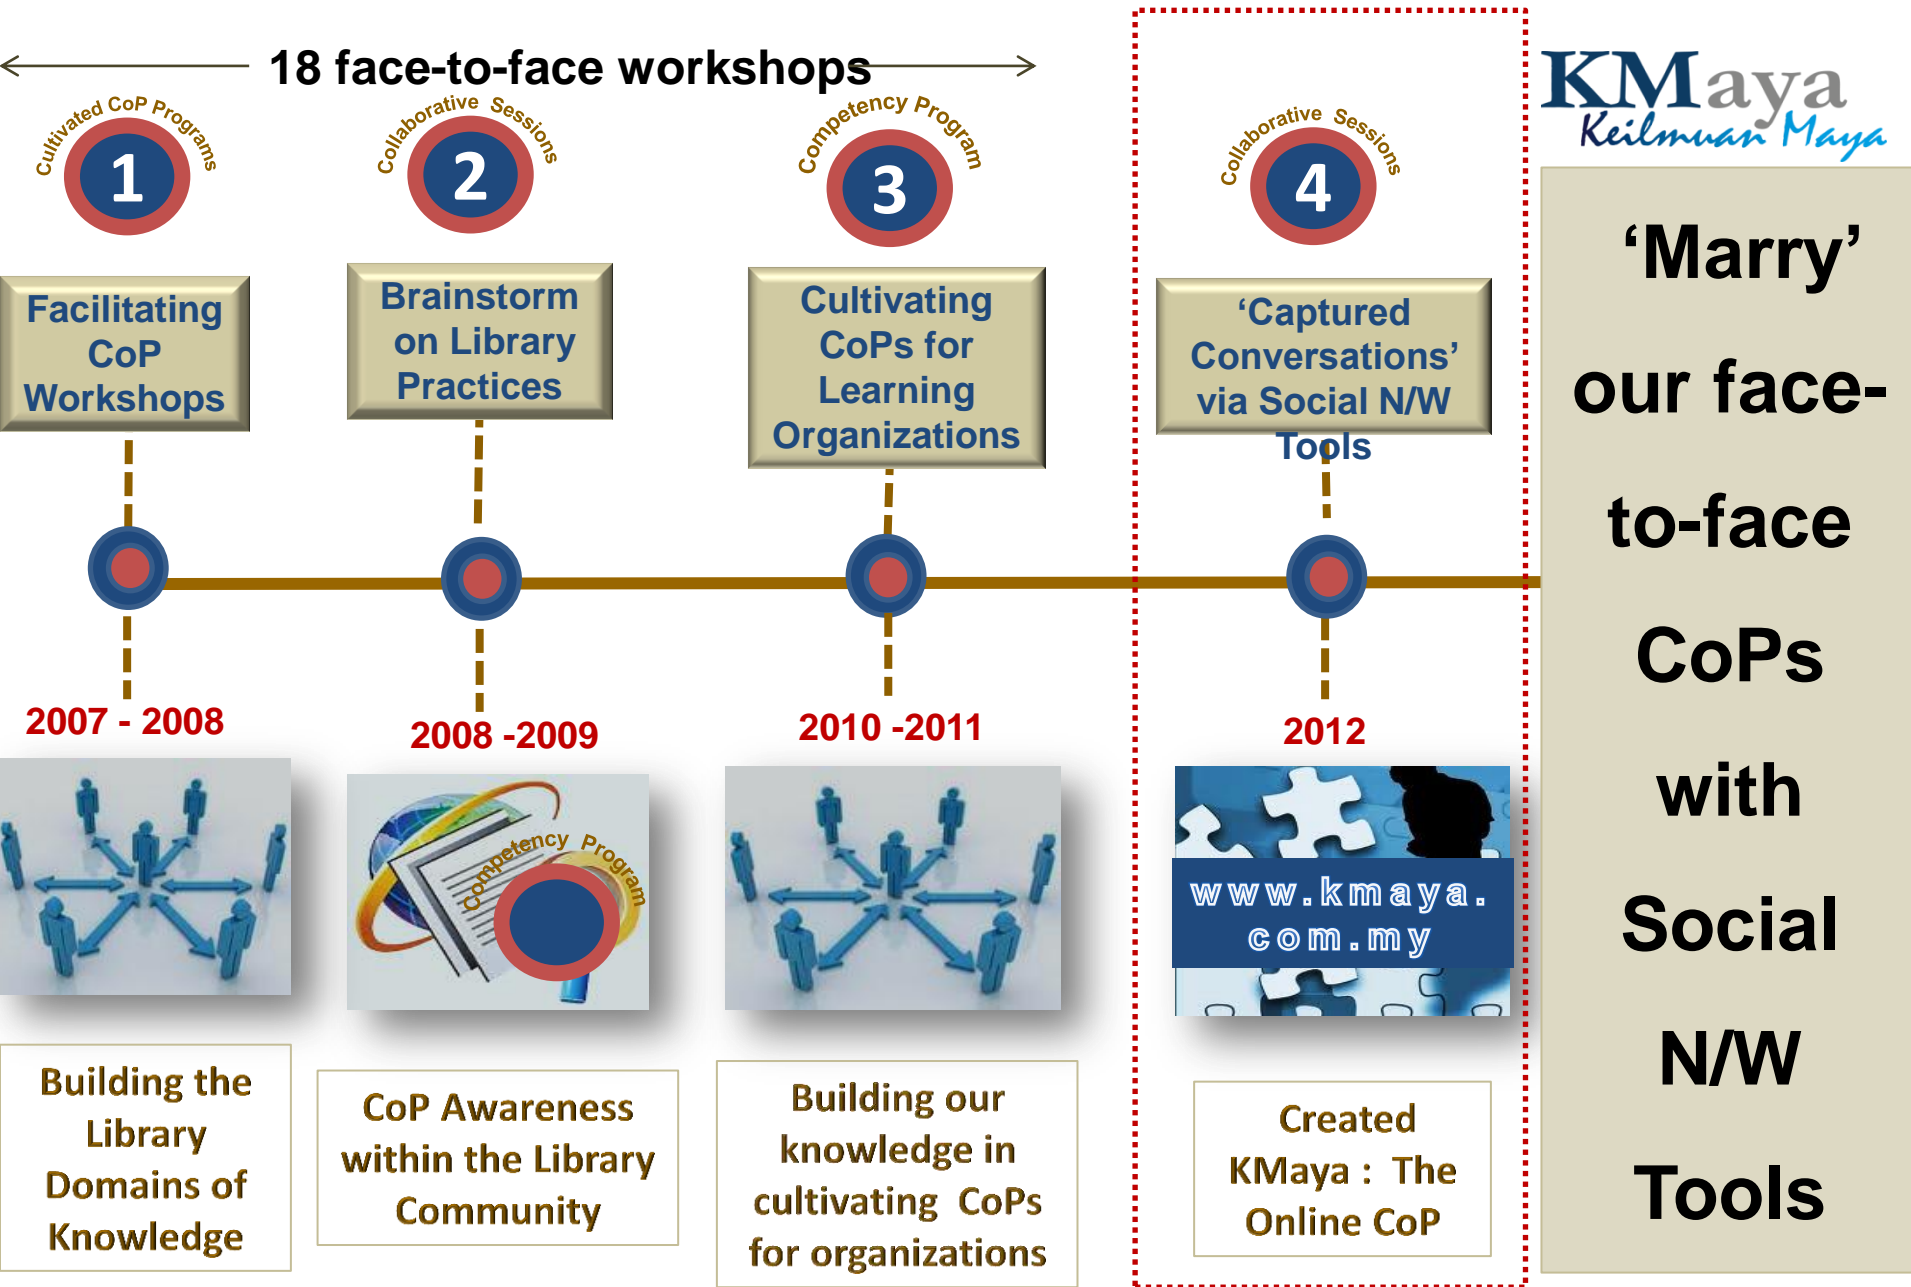 18 face-to-face workshops
KMaya
Keilmuan Maya
Cultivated CoP Programs
1
Facilitating
CoP
Workshops
2007 - 2008
Building the
Library
Domains of
Knowledge
Collaborative Sessions
2
Brainstorm
on Library
Practices
2008 -2009
Competency Program
CoP Awareness
within the Library
Community
Competency Program
3
Cultivating
CoPs for
Learning
Organizations
2010 -2011
Building our
knowledge in
cultivating CoPs
for organizations
Collaborative Sessions
4
‘Captured
Conversations’
via Social N/W
Tools
2012
www.kmaya.
com.my
Created
KMaya : The
Online CoP
‘Marry’
our face-
to-face
CoPs
with
Social
N/W
Tools